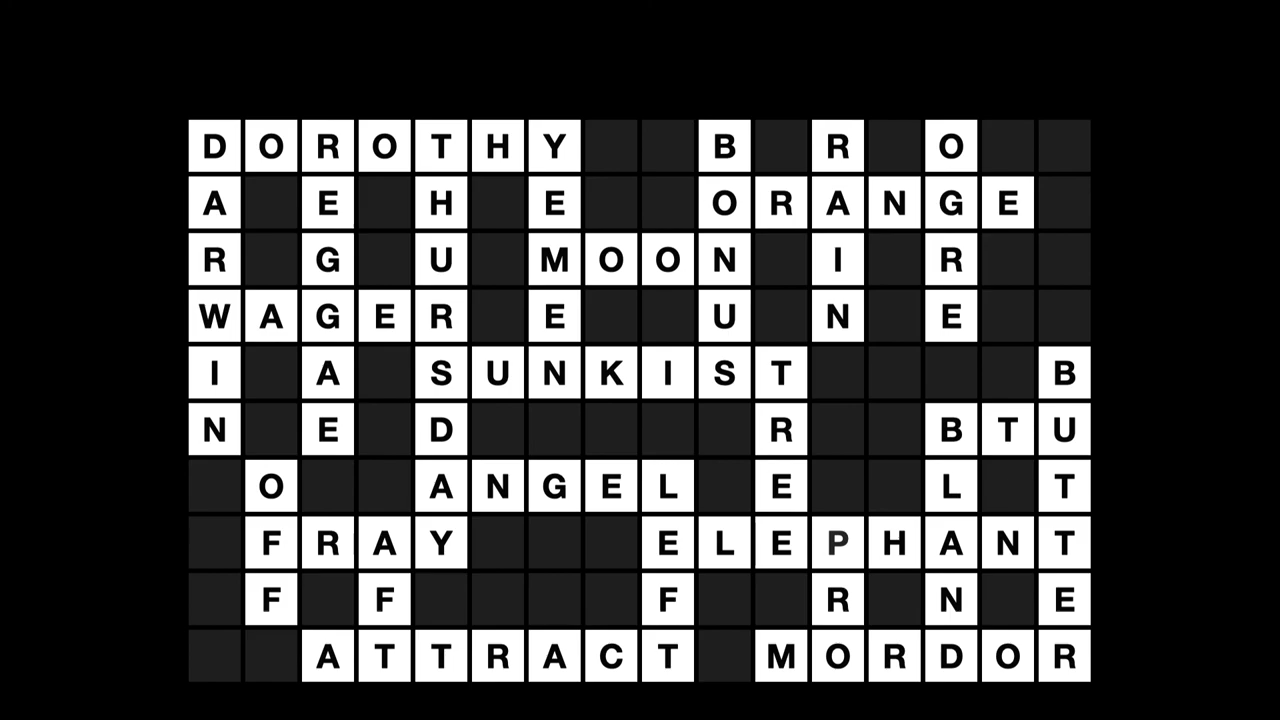 DOROTHY B R O
A E H E ORANGE
R G U MOON I R
WAGER E U N E
I A SUNKIST B
N E D R BTU
O ANGEL E L T
FRAY ELEPHANT
F F F R N E
ATTRACT MORDOR